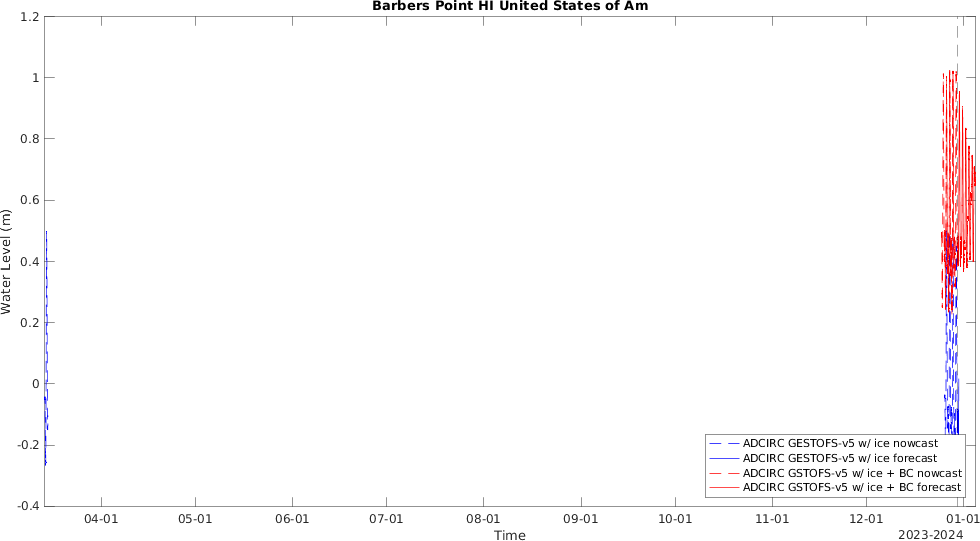 Barbers Point HI United States of Am
1.2
1
0.8
0.6
0.4
0.2
0
-0.2
-0.4
Water Level (m)
ADCIRC GESTOFS-v5 w/ ice nowcast
ADCIRC GESTOFS-v5 w/ ice forecast
ADCIRC GSTOFS-v5 w/ ice + BC nowcast
ADCIRC GSTOFS-v5 w/ ice + BC forecast
04-01 05-01 06-01 07-01 08-01 09-01 10-01 11-01 12-01 01-01
Time
2023-2024